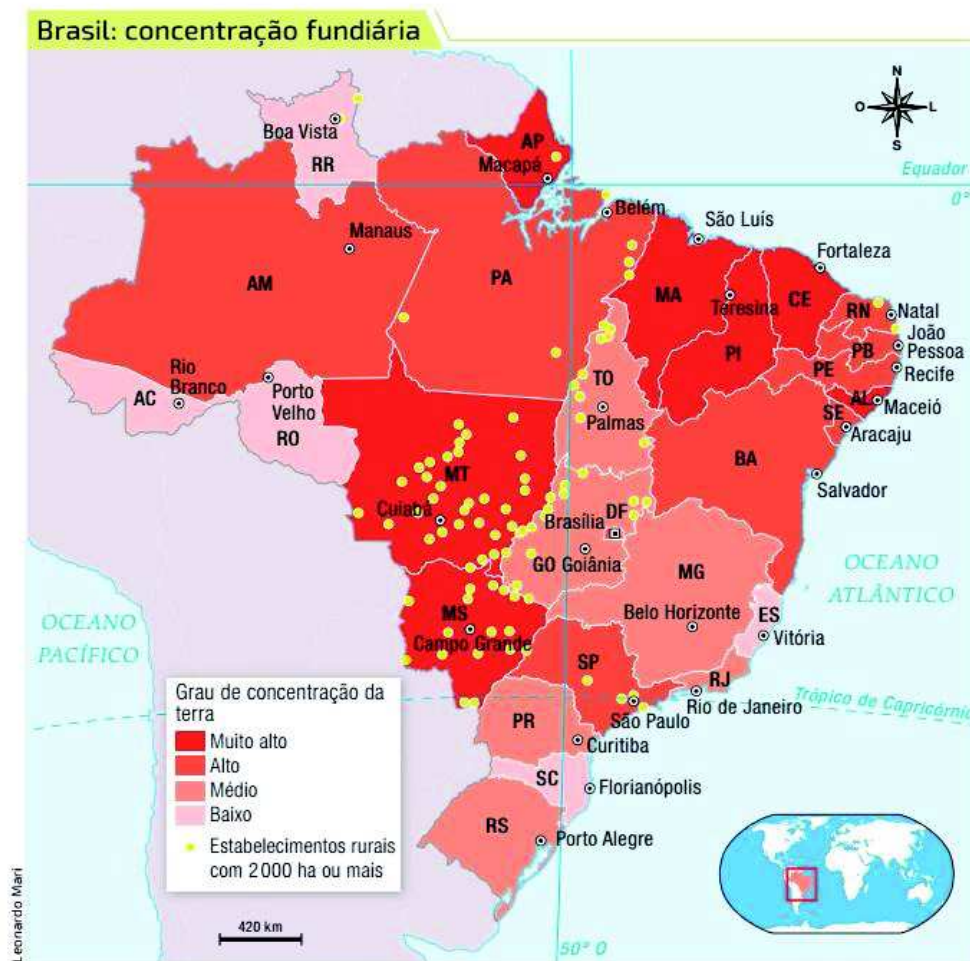 Brasil: concentração fundiária
N
O
L
S
Boa Vista
RR
AP
Macapá
Equador
0°
Belém
São Luís
Manaus
Fortaleza
AM
PA
MA
Teresina
CE
RN
Natal
João
Pessoa
PB
PI
PE
Recife
Rio
Branco
AC
Porto
Velho
RO
TO
Palmas
AL
Maceió
SE
Aracaju
BA
MT
Salvador
Cuiabá
Brasília
DF
GO
Goiânia
MG
OCEANO
ATLÂNTICO
Belo Horizonte
ES
Vitória
OCEANO
PACÍFICO
MS
Campo Grande
SP
RJ
Rio de Janeiro
Trópico de Capricórnio
São Paulo
PR
Curitiba
SC
Florianópolis
RS
Porto Alegre
Grau de concentração da
terra
Muito alto
Alto
Médio
Baixo
Estabelecimentos rurais
com 2 000 ha ou mais
420 km
50° O
Leonardo Mari